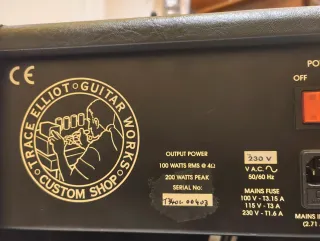 CE
TRACE ELLIOT · GUITAR WORKS ·
CUSTOM SHOP
OUTPUT POWER
100 WATTS RMS @ 4Ω
200 WATTS PEAK
SERIAL No:
OFF
230 V
V A.C. ~
50/60 Hz
MAINS FUSE
100 V - T3.15 A
115 V - T3 A
230 V - T1.6 A